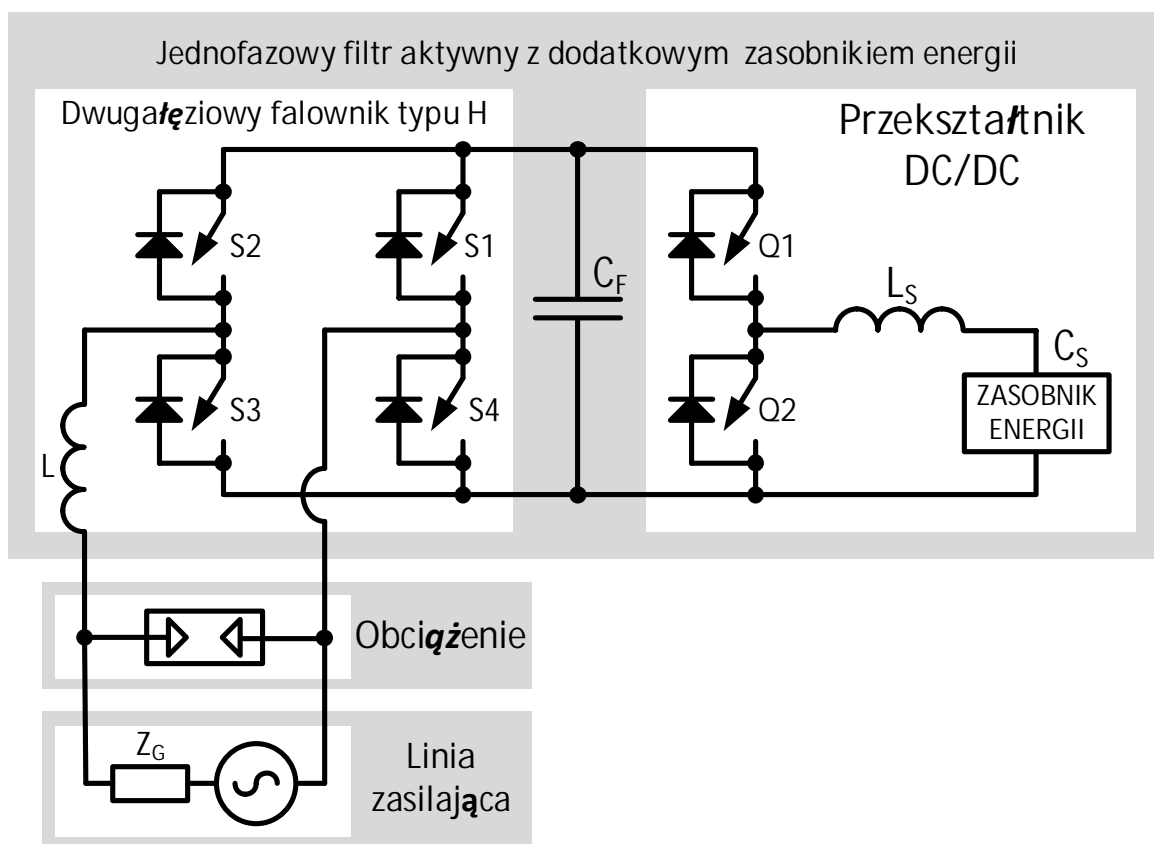 Jednofazowy filtr aktywny z dodatkowym zasobnikiem energii
Dwugałęziowy falownik typu H
Przekształtnik
DC/DC
S2
S1
Q1
C_F
L_S
C_S
ZASOBNIK
ENERGII
S3
S4
Q2
L
Obciążenie
Z_G
Linia
zasilająca